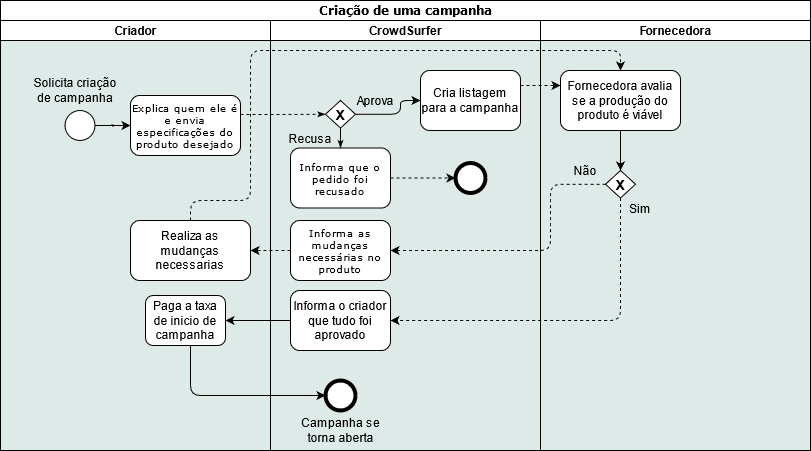 Criação de uma campanha
Criador
CrowdSurfer
Fornecedora
Solicita criação
de campanha
Explica quem ele é
e envia
especificações do
produto desejado
X
Aprova
Recusa
Cria listagem
para a campanha
Fornecedora avalia
se a produção do
produto é viável
Informa que o
pedido foi
recusado
Não
X
Sim
Realiza as
mudanças
necessarias
Informa as
mudanças
necessárias no
produto
Paga a taxa
de inicio de
campanha
Informa o criador
que tudo foi
aprovado
Campanha se
torna aberta